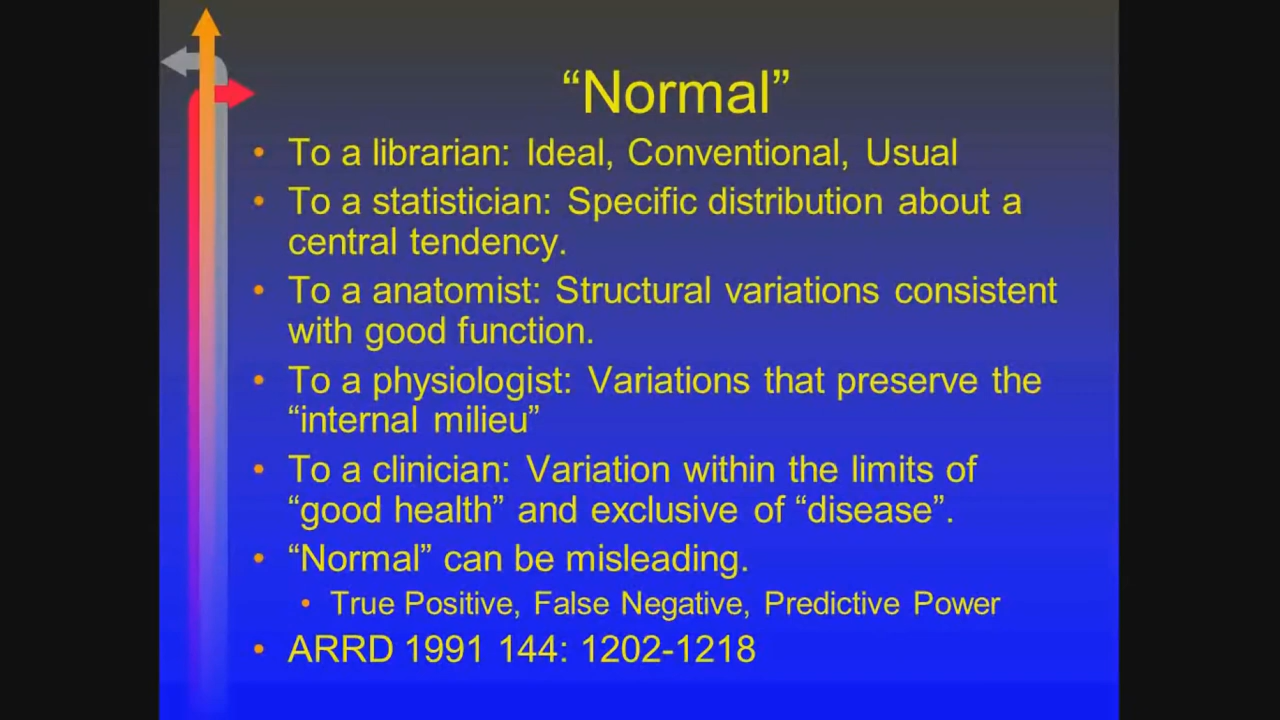 “Normal”
• To a librarian: Ideal, Conventional, Usual
• To a statistician: Specific distribution about a
central tendency.
• To a anatomist: Structural variations consistent
with good function.
• To a physiologist: Variations that preserve the
“internal milieu”
• To a clinician: Variation within the limits of
“good health” and exclusive of “disease”.
• “Normal” can be misleading.
• True Positive, False Negative, Predictive Power
• ARRD 1991 144: 1202-1218